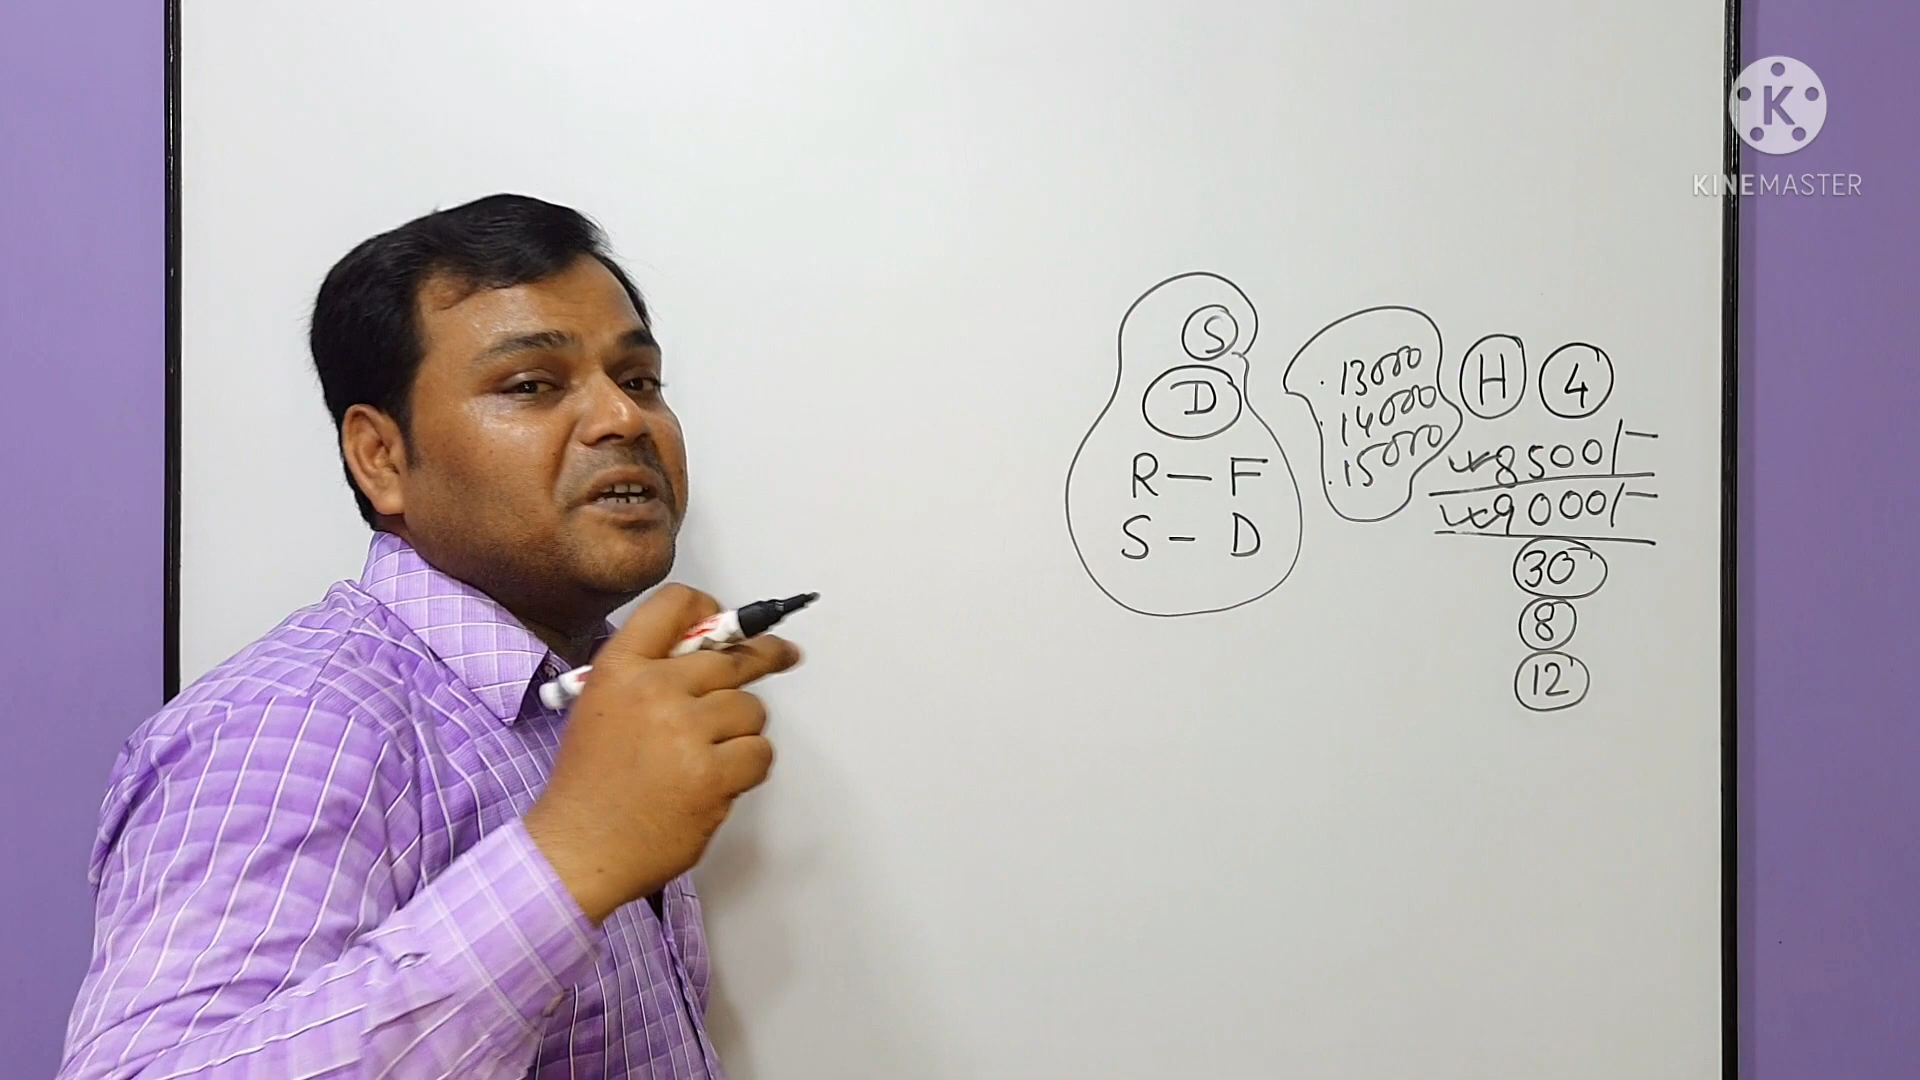 K
KINEMASTER
S
D
R – F
S – D
13000
14000
15000
H 4
8500/-
9000/-
30
8
12